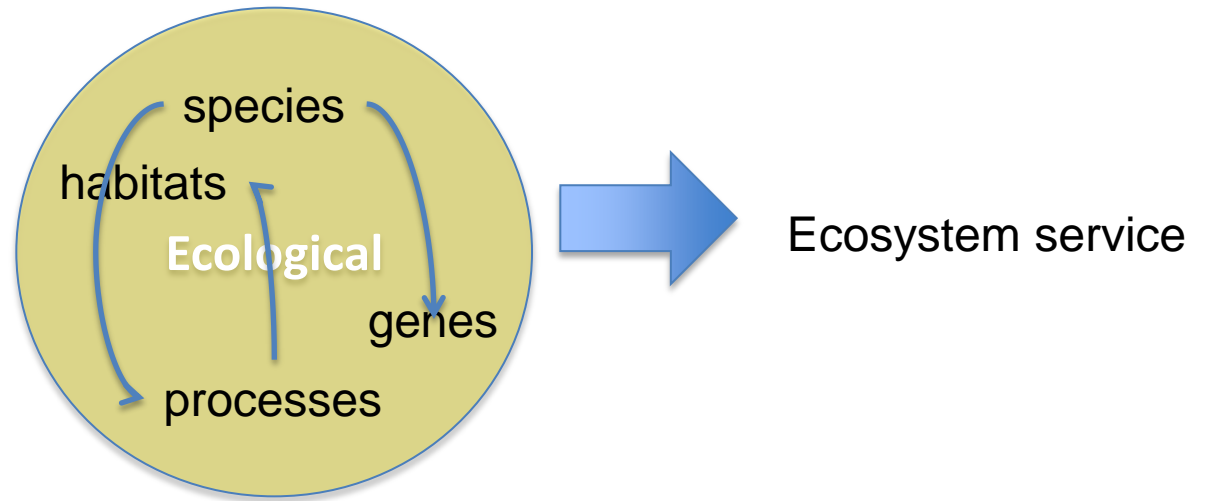 species
habitats
Ecological
genes
processes
Ecosystem service